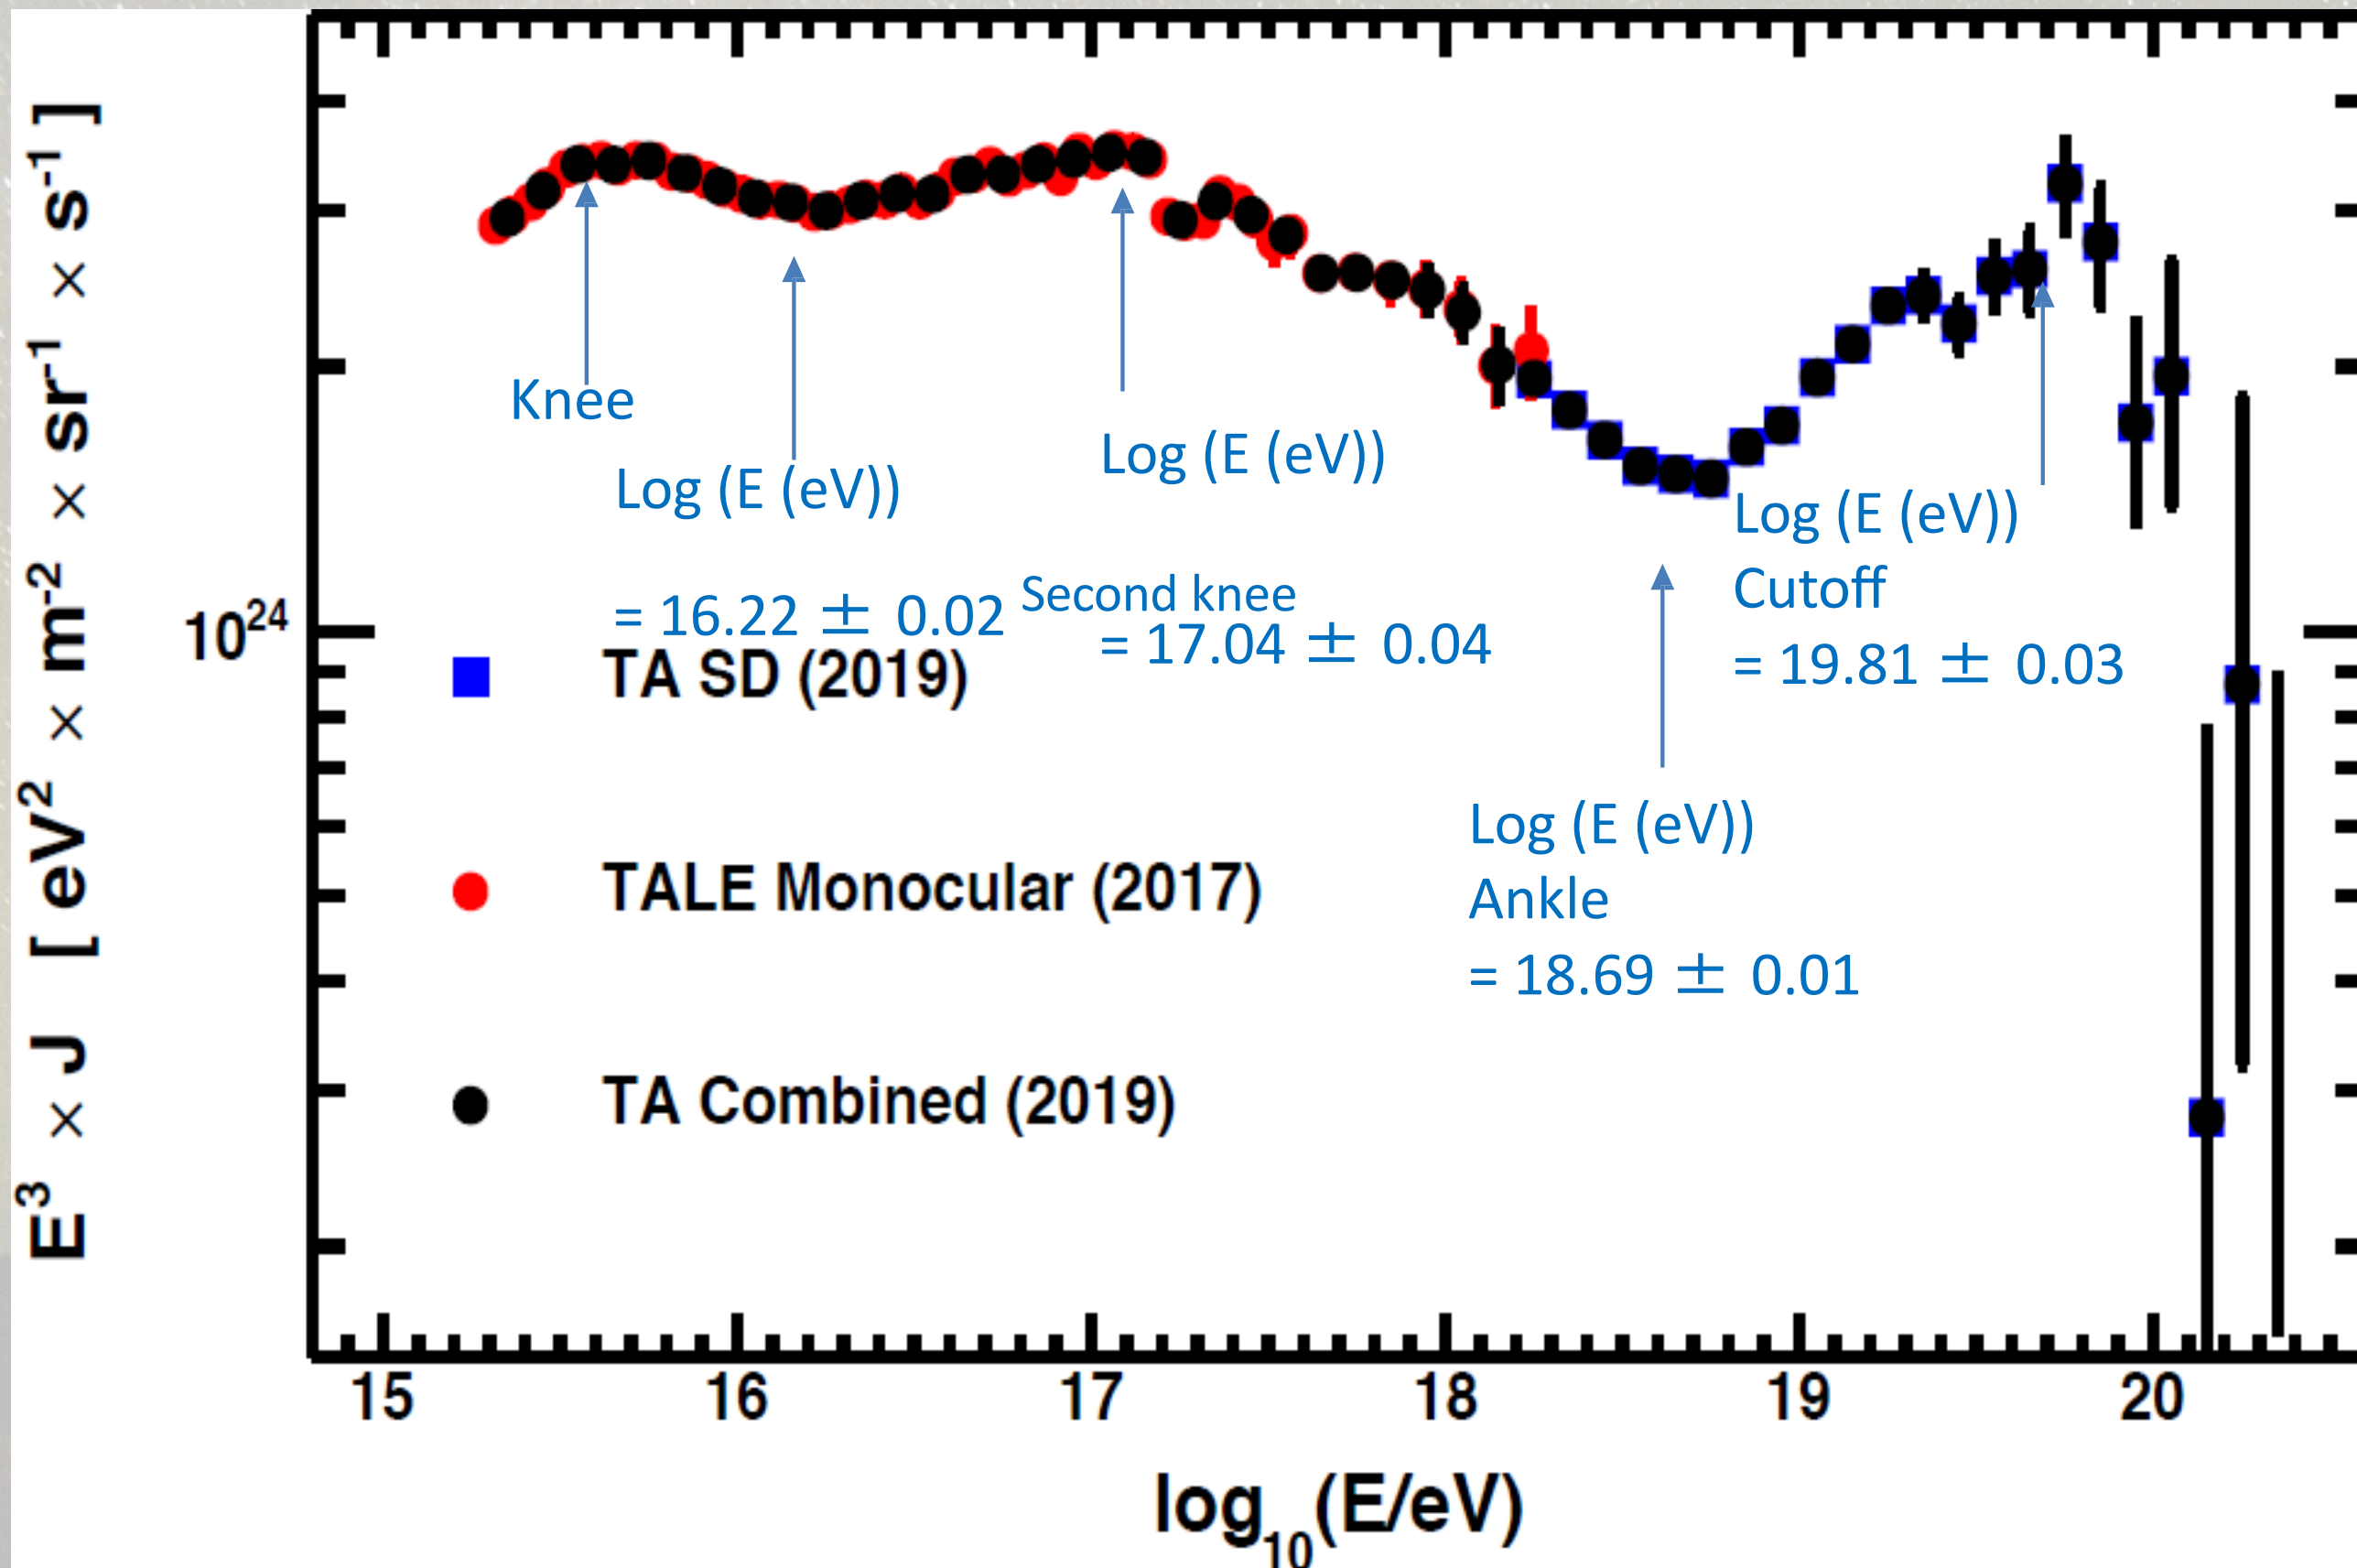 E³ × J [ eV² × m⁻² × sr⁻¹ × s⁻¹ ]
10²⁴
Knee
Log (E (eV))
= 16.22 ± 0.02
Log (E (eV))
Second knee
= 17.04 ± 0.04
Log (E (eV))
Cutoff
= 19.81 ± 0.03
Log (E (eV))
Ankle
= 18.69 ± 0.01
TA SD (2019)
TALE Monocular (2017)
TA Combined (2019)
15 16 17 18 19 20
log₁₀(E/eV)